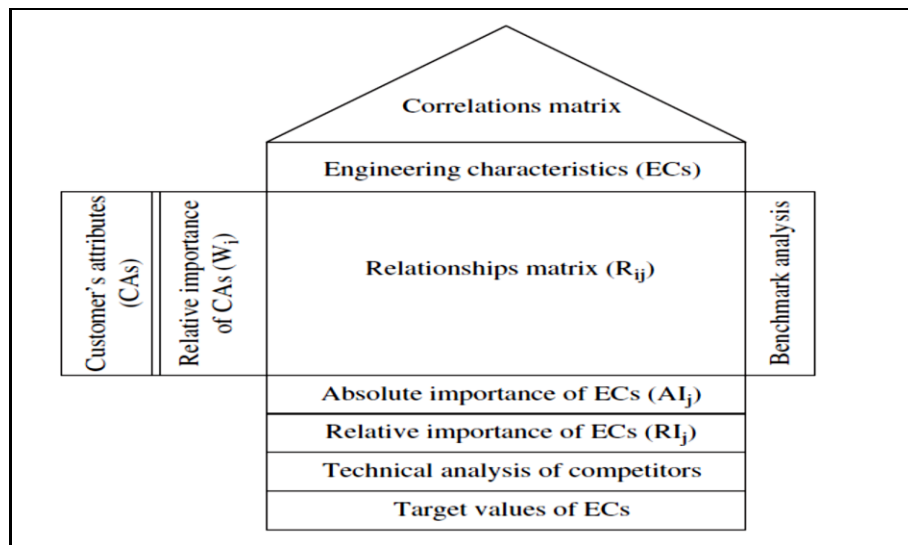 Correlations matrix
Engineering characteristics (ECs)
Customer's attributes
(CAs)
Relative importance
of CAs (Wi)
Relationships matrix (Rij)
Benchmark analysis
Absolute importance of ECs (AIj)
Relative importance of ECs (RIj)
Technical analysis of competitors
Target values of ECs